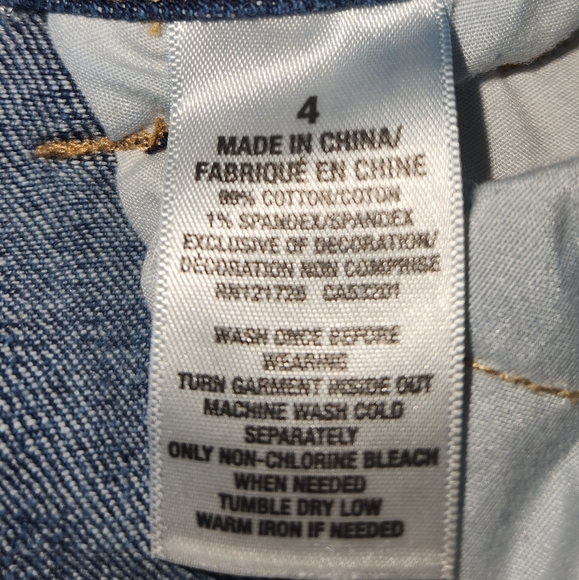 4
MADE IN CHINA/
FABRIQUÉ EN CHINE
99% COTTON/COTON
1% SPANDEX/SPANDEX
EXCLUSIVE OF DECORATION/
DÉCORATION NON COMPRISE
RN121728 CA53201
WASH ONCE BEFORE
WEARING
TURN GARMENT INSIDE OUT
MACHINE WASH COLD
SEPARATELY
ONLY NON-CHLORINE BLEACH
WHEN NEEDED
TUMBLE DRY LOW
WARM IRON IF NEEDED